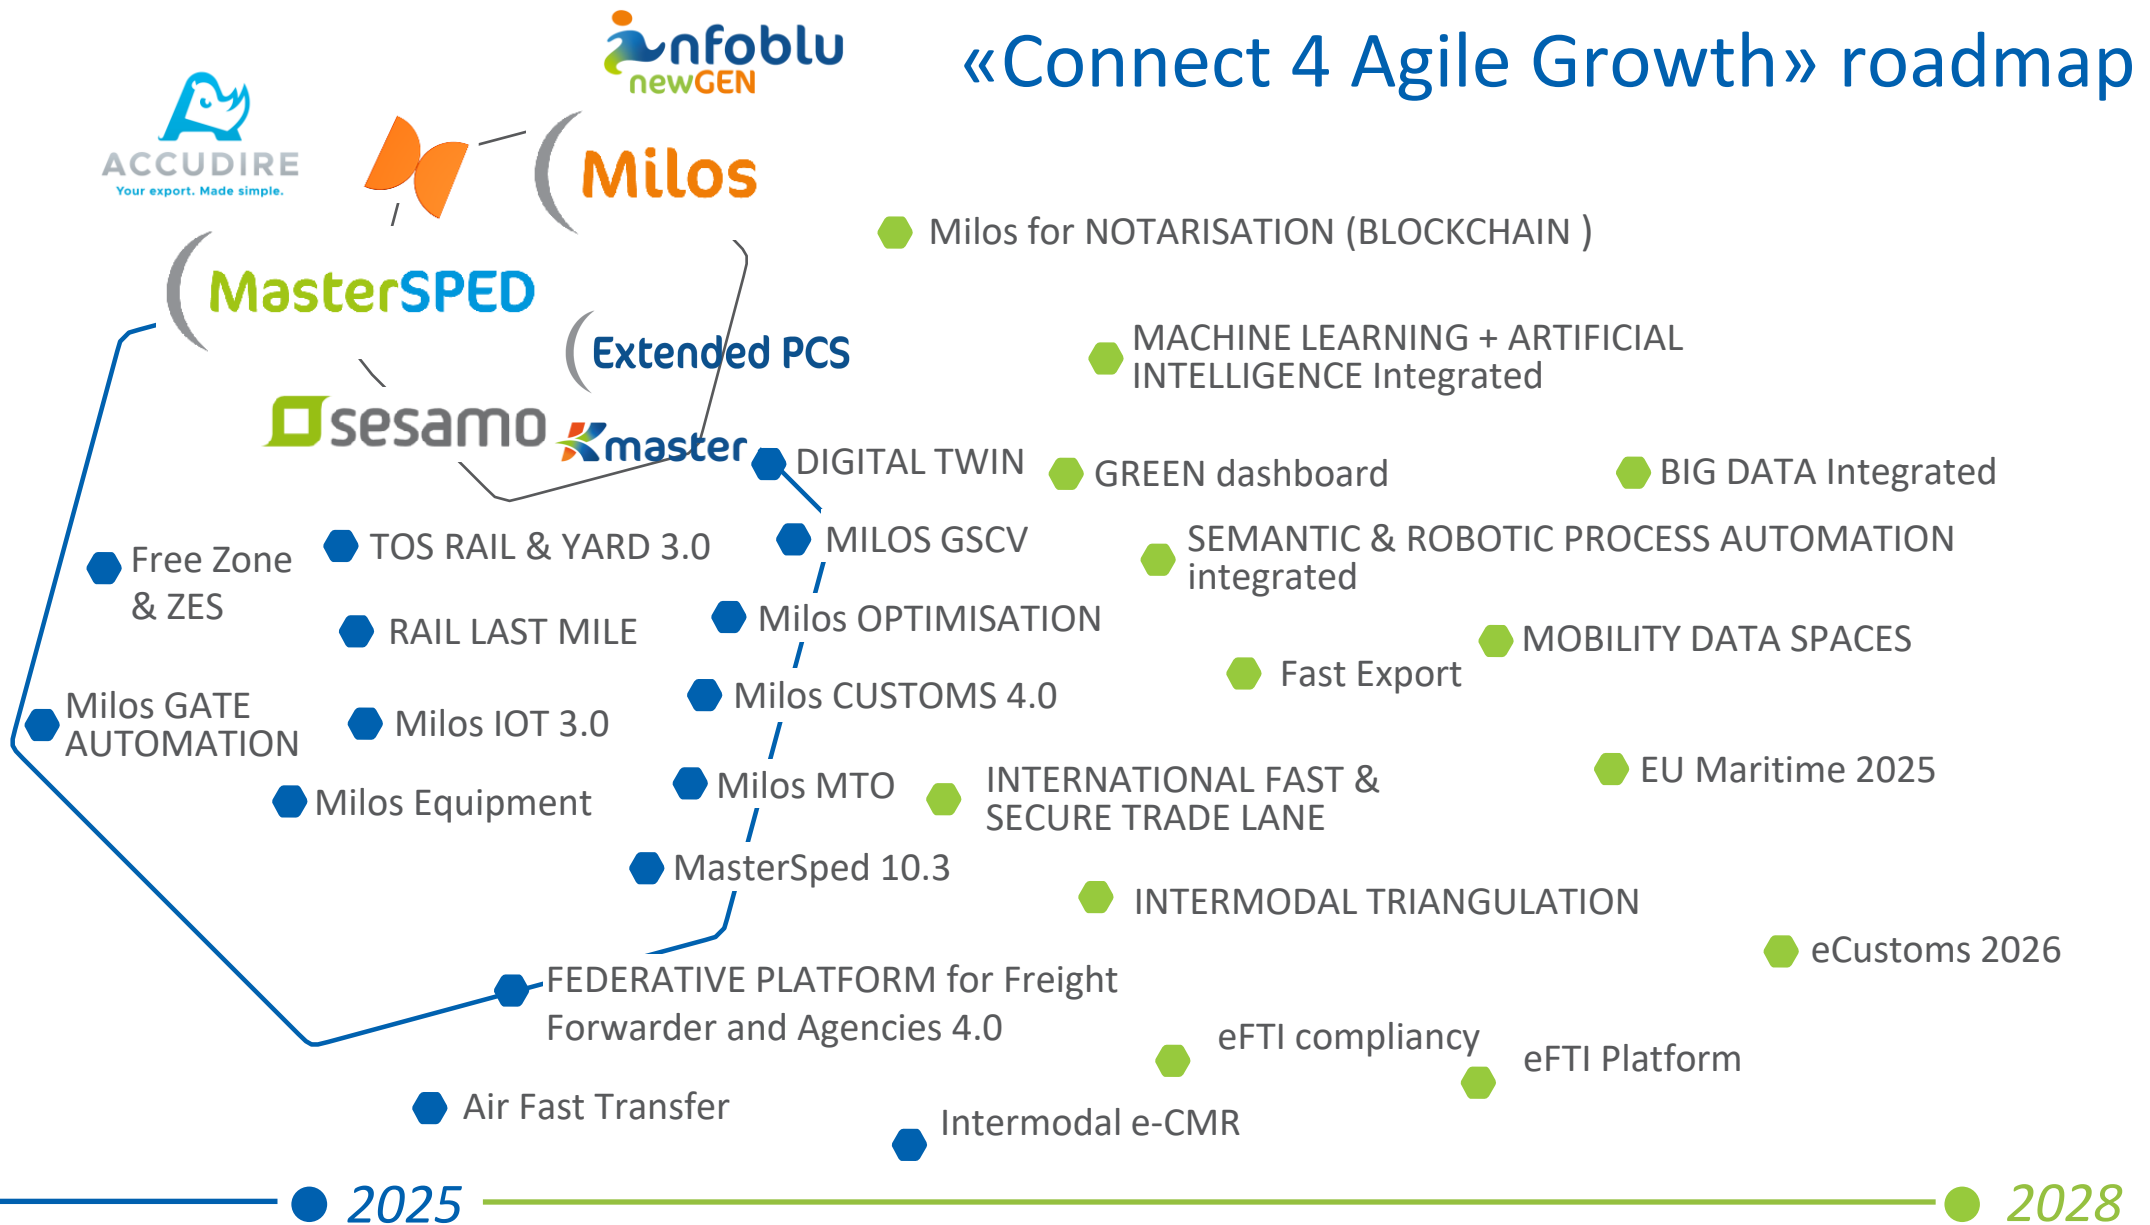 infoblu
newGEN
«Connect 4 Agile Growth» roadmap
ACCUDIRE
Your export. Made simple.
Milos
Milos for NOTARISATION (BLOCKCHAIN )
MasterSPED
Extended PCS
MACHINE LEARNING + ARTIFICIAL
INTELLIGENCE Integrated
sesamo
Kmaster
DIGITAL TWIN
GREEN dashboard
BIG DATA Integrated
Free Zone
& ZES
TOS RAIL & YARD 3.0
MILOS GSCV
SEMANTIC & ROBOTIC PROCESS AUTOMATION
integrated
RAIL LAST MILE
Milos OPTIMISATION
MOBILITY DATA SPACES
Fast Export
Milos GATE
AUTOMATION
Milos IOT 3.0
Milos CUSTOMS 4.0
Milos Equipment
Milos MTO
INTERNATIONAL FAST &
SECURE TRADE LANE
EU Maritime 2025
MasterSped 10.3
INTERMODAL TRIANGULATION
eCustoms 2026
FEDERATIVE PLATFORM for Freight
Forwarder and Agencies 4.0
eFTI compliancy
eFTI Platform
Air Fast Transfer
Intermodal e-CMR
2025
2028